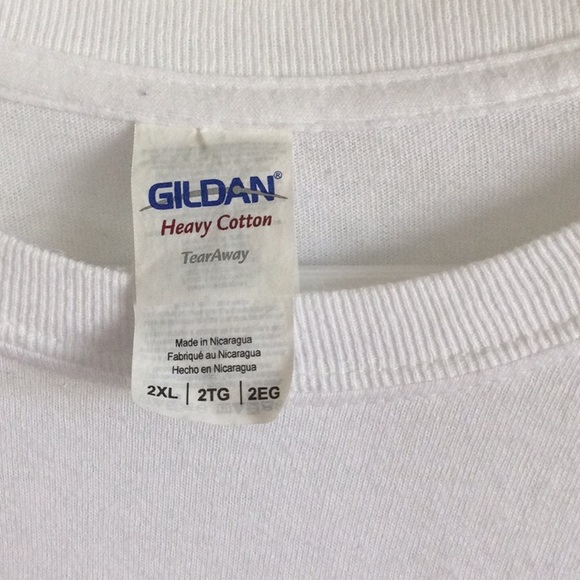 GILDAN®
Heavy Cotton
TearAway
Made in Nicaragua
Fabriqué au Nicaragua
Hecho en Nicaragua
2XL | 2TG | 2EG